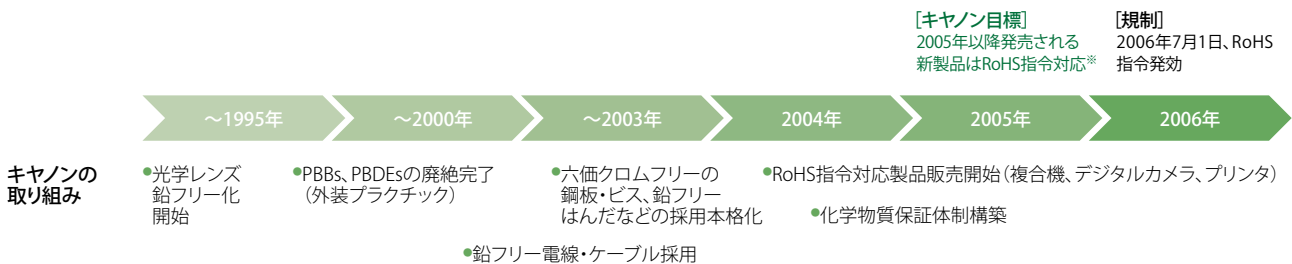 [キヤノン目標]
2005年以降発売される
新製品はRoHS指令対応※
[規制]
2006年7月1日、RoHS
指令発効
～1995年
～2000年
～2003年
2004年
2005年
2006年
キヤノンの
取り組み
●光学レンズ
鉛フリー化
開始
●PBBs、PBDEsの廃絶完了
（外装プラクチック）
●六価クロムフリーの
鋼板・ビス、鉛フリー
はんだなどの採用本格化
●RoHS指令対応製品販売開始（複合機、デジタルカメラ、プリンタ）
●化学物質保証体制構築
●鉛フリー電線・ケーブル採用